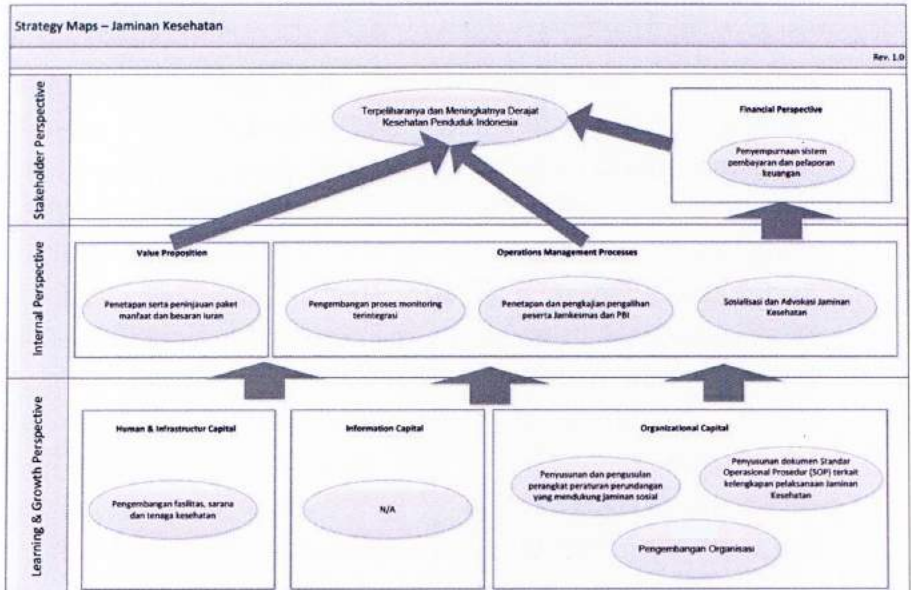 Strategy Maps – Jaminan Kesehatan
Rev. 1.0
Stakeholder Perspective
Terpeliharanya dan Meningkatnya Derajat
Kesehatan Penduduk Indonesia
Financial Perspective
Penyempurnaan sistem
pembayaran dan pelaporan
keuangan
Internal Perspective
Value Proposition
Penetapan serta peninjauan paket
manfaat dan besaran iuran
Operations Management Processes
Pengembangan proses monitoring
terintegrasi
Penetapan dan pengkajian pengalihan
peserta Jamkesmas dan PBI
Sosialisasi dan Advokasi Jaminan
Kesehatan
Learning & Growth Perspective
Human & Infrastructur Capital
Pengembangan fasilitas, sarana
dan tenaga kesehatan
Information Capital
N/A
Organizational Capital
Penyusunan dan pengusulan
perangkat peraturan perundangan
yang mendukung jaminan sosial
Penyusunan dokumen Standar
Operasional Prosedur (SOP) terkait
kelengkapan pelaksanaan Jaminan
Kesehatan
Pengembangan Organisasi